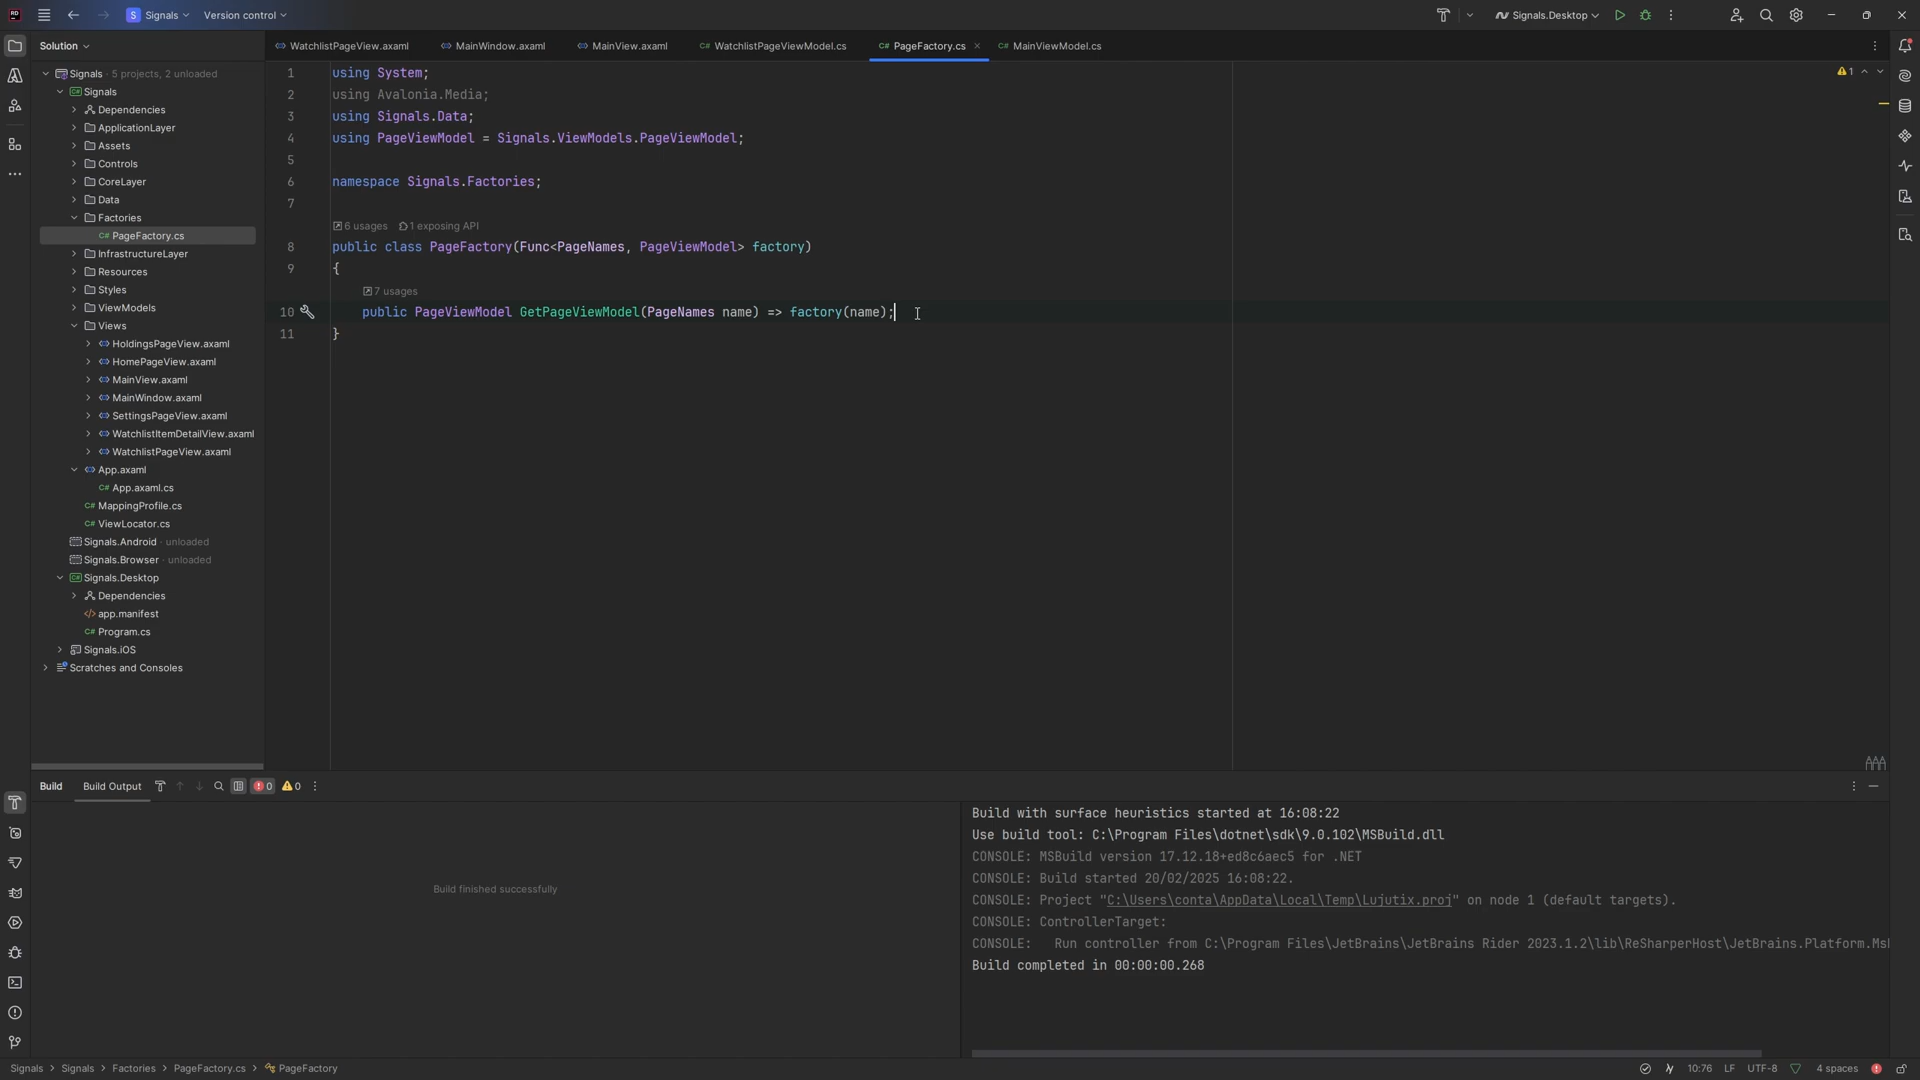 RD
S Signals
Version control
Signals.Desktop
Solution
WatchlistPageView.axaml
MainWindow.axaml
MainView.axaml
C# WatchlistPageViewModel.cs
C# PageFactory.cs
C# MainViewModel.cs
Signals · 5 projects, 2 unloaded
Signals
Dependencies
ApplicationLayer
Assets
Controls
CoreLayer
Data
Factories
C# PageFactory.cs
InfrastructureLayer
Resources
Styles
ViewModels
Views
HoldingsPageView.axaml
HomePageView.axaml
MainView.axaml
MainWindow.axaml
SettingsPageView.axaml
WatchlistItemDetailView.axaml
WatchlistPageView.axaml
App.axaml
C# App.axaml.cs
C# MappingProfile.cs
C# ViewLocator.cs
Signals.Android · unloaded
Signals.Browser · unloaded
Signals.Desktop
Dependencies
app.manifest
C# Program.cs
Signals.iOS
Scratches and Consoles
1 using System;
2 using Avalonia.Media;
3 using Signals.Data;
4 using PageViewModel = Signals.ViewModels.PageViewModel;
5
6 namespace Signals.Factories;
7
6 usages 1 exposing API
8 public class PageFactory(Func<PageNames, PageViewModel> factory)
9 {
7 usages
10 public PageViewModel GetPageViewModel(PageNames name) => factory(name);
11 }
1
Build
Build Output
0
0
Build finished successfully
Build with surface heuristics started at 16:08:22
Use build tool: C:\Program Files\dotnet\sdk\9.0.102\MSBuild.dll
CONSOLE: MSBuild version 17.12.18+ed8c6aec5 for .NET
CONSOLE: Build started 20/02/2025 16:08:22.
CONSOLE: Project "C:\Users\conta\AppData\Local\Temp\Lujutix.proj" on node 1 (default targets).
CONSOLE: ControllerTarget:
CONSOLE:   Run controller from C:\Program Files\JetBrains\JetBrains Rider 2023.1.2\lib\ReSharperHost\JetBrains.Platform.Msl
Build completed in 00:00:00.268
Signals > Signals > Factories > PageFactory.cs > PageFactory
10:76 LF UTF-8 4 spaces